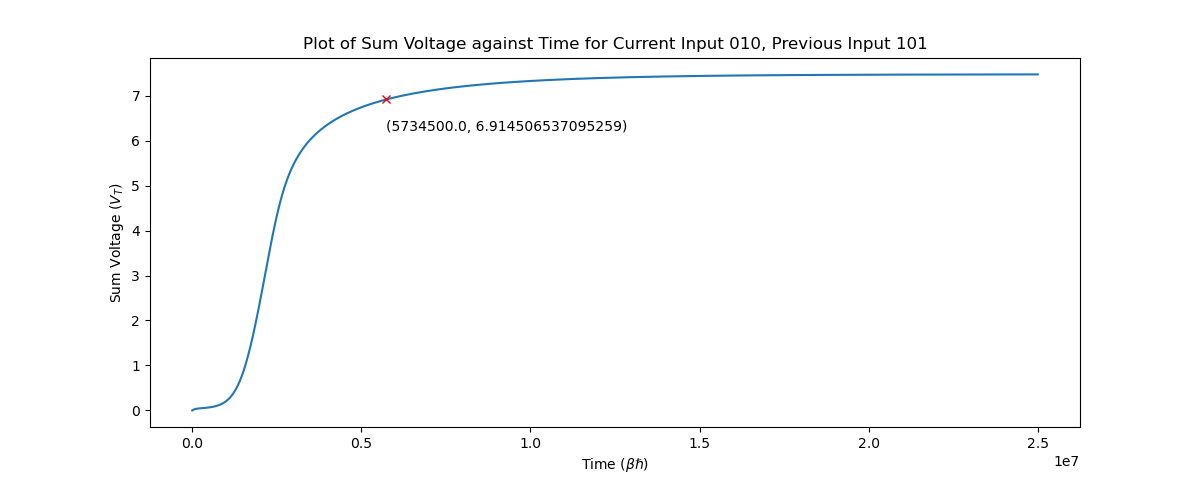 Plot of Sum Voltage against Time for Current Input 010, Previous Input 101
Sum Voltage (V_T)
7
6
5
4
3
2
1
0
(5734500.0, 6.914506537095259)
0.0 0.5 1.0 1.5 2.0 2.5
1e7
Time (βℏ)